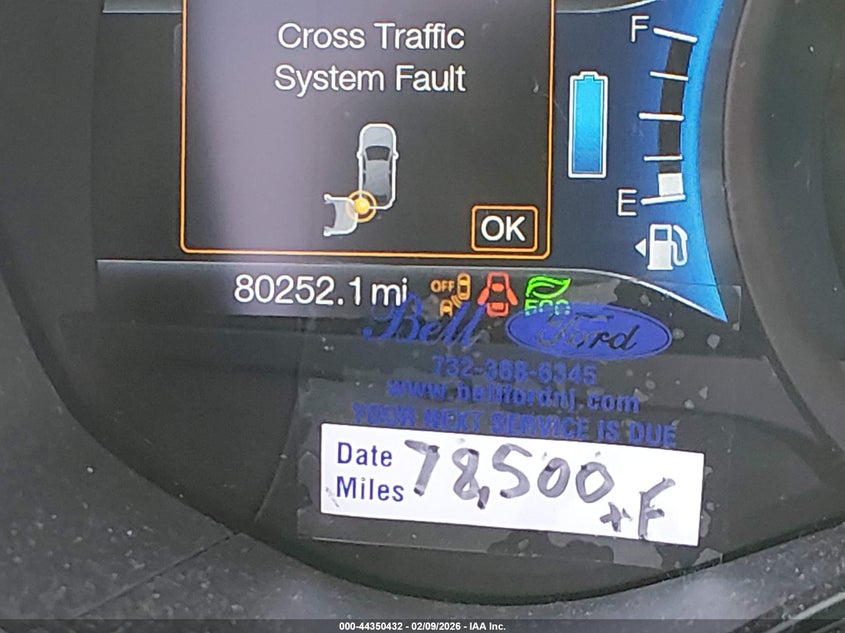 Cross Traffic
System Fault
F
E
OK
80252.1 mi
OFF
ECO
Bell Ford
732-388-6345
www.bellfordnj.com
YOUR NEXT SERVICE IS DUE
Date
Miles 78,500 +F
000-44350432 - 02/09/2026 - IAA Inc.